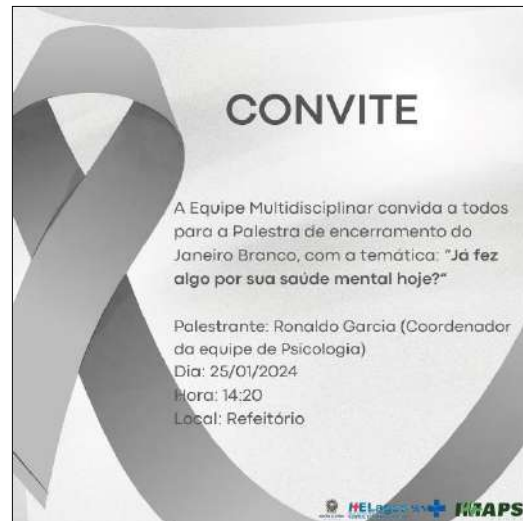 CONVITE
A Equipe Multidisciplinar convida a todos
para a Palestra de encerramento do
Janeiro Branco, com a temática: "Já fez
algo por sua saúde mental hoje?"
Palestrante: Ronaldo Garcia (Coordenador
da equipe de Psicologia)
Dia: 25/01/2024
Hora: 14:20
Local: Refeitório
HELagos IMAPS